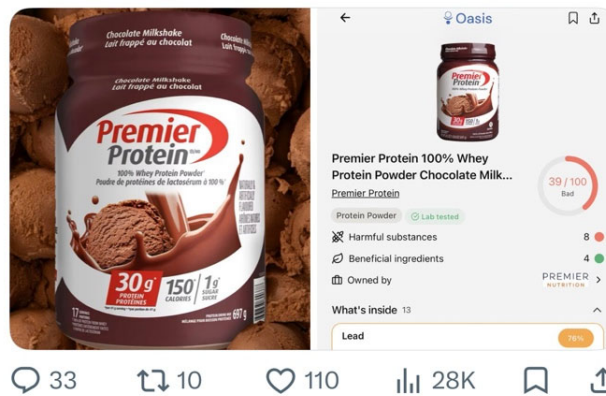 Chocolate Milkshake
Lait frappé au chocolat
Chocolate Milkshake
Lait frappé au chocolat
Premier
Protein
100% Whey Protein Powder
Poudre de protéines de lactosérum à 100%
30g
PROTEIN
PROTÉINES
150
CALORIES
1g
SUGAR
SUCRE
17
697 g
Oasis
Premier Protein 100% Whey
Protein Powder Chocolate Milk...
Premier Protein
39 / 100
Bad
Protein Powder
Lab tested
Harmful substances 8
Beneficial ingredients 4
Owned by PREMIER
NUTRITION
What's inside 13
Lead 76%
33 10 110 28K